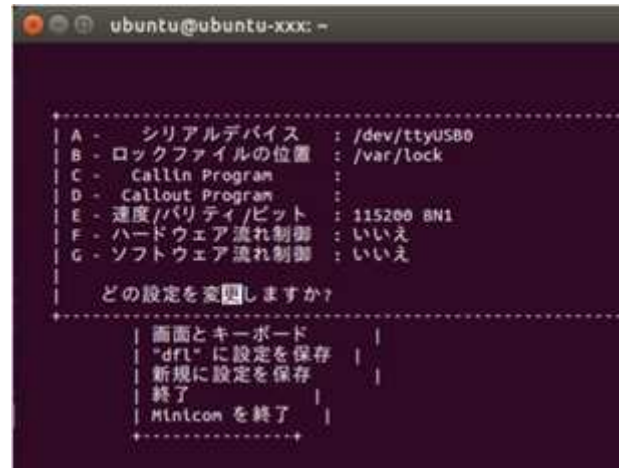 ubuntu@ubuntu-xxx: ~
+----------------------------------------------------------------
| A -    シリアルデバイス   : /dev/ttyUSB0
| B - ロックファイルの位置  : /var/lock
| C -   Callin Program      :
| D -  Callout Program      :
| E - 速度/パリティ/ビット  : 115200 8N1
| F - ハードウェア流れ制御  : いいえ
| G - ソフトウェア流れ制御  : いいえ
|
|    どの設定を変更しますか?
+----------------------------------------------------------------
| 画面とキーボード       |
| "dfl" に設定を保存  |
| 新規に設定を保存       |
| 終了             |
| Minicom を終了   |
+---------------+